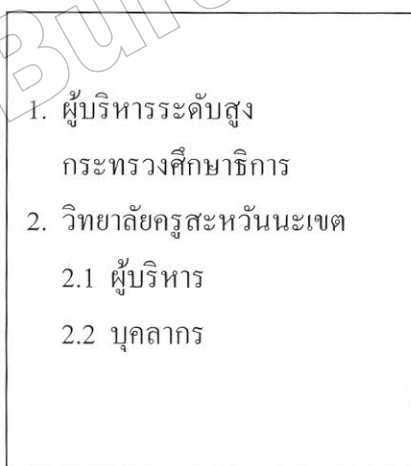 1. ผู้บริหารระดับสูง
กระทรวงศึกษาธิการ
2. วิทยาลัยครูสะหวันนะเขต
2.1 ผู้บริหาร
2.2 บุคลากร